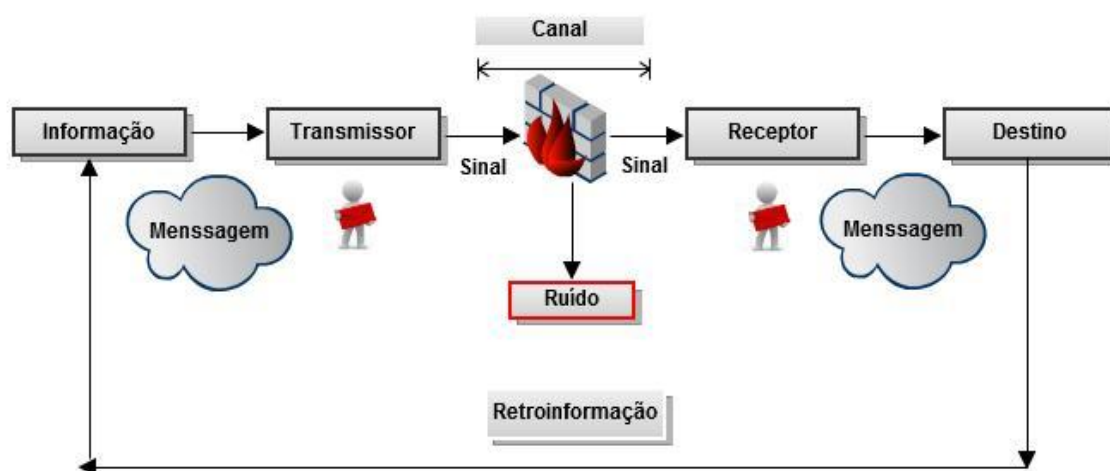 Canal
Informação
Transmissor
Sinal
Sinal
Receptor
Destino
Menssagem
Menssagem
Ruído
Retroinformação